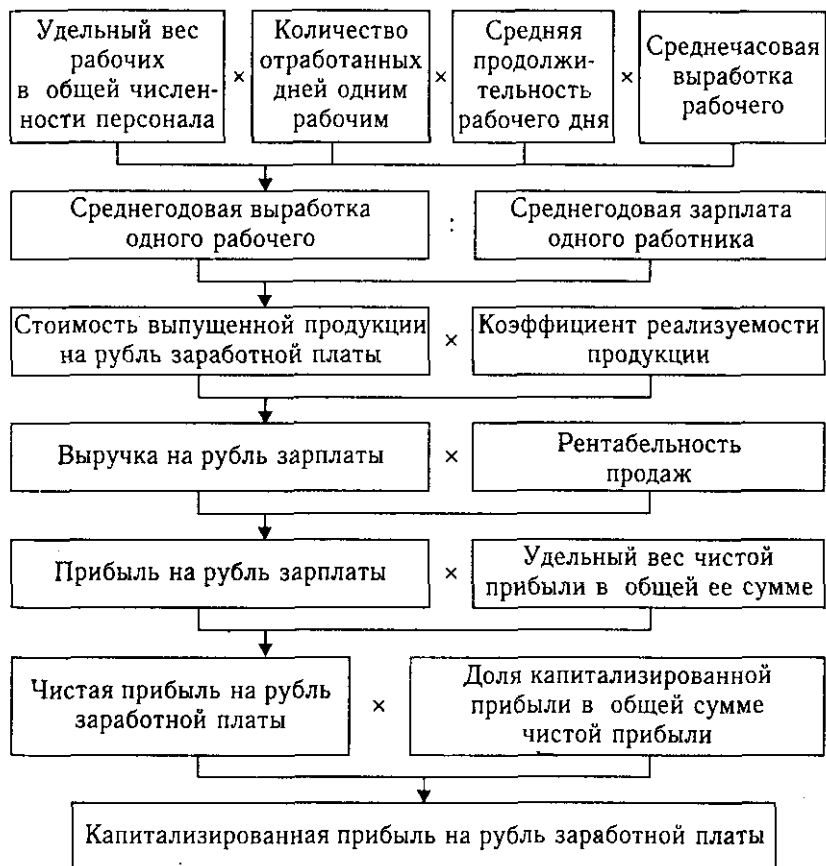 Удельный вес
рабочих
в общей числен-
ности персонала
×
Количество
отработанных
дней одним
рабочим
×
Средняя
продолжи-
тельность
рабочего дня
×
Среднечасовая
выработка
рабочего
Среднегодовая выработка
одного рабочего
:
Среднегодовая зарплата
одного работника
Стоимость выпущенной продукции
на рубль заработной платы
×
Коэффициент реализуемости
продукции
Выручка на рубль зарплаты
×
Рентабельность
продаж
Прибыль на рубль зарплаты
×
Удельный вес чистой
прибыли в общей ее сумме
Чистая прибыль на рубль
заработной платы
×
Доля капитализированной
прибыли в общей сумме
чистой прибыли
Капитализированная прибыль на рубль заработной платы